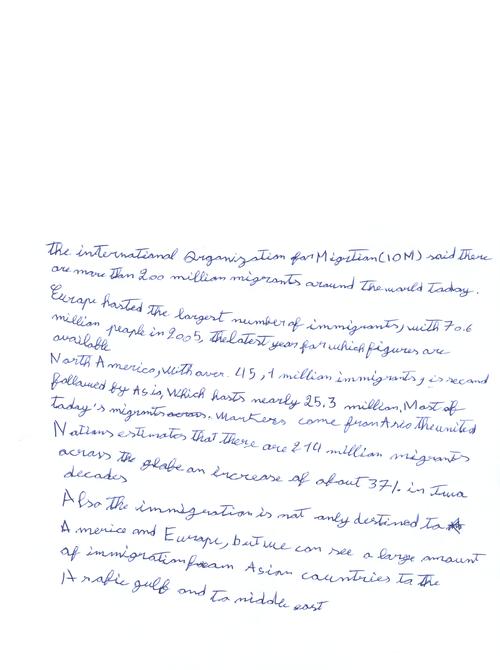 the international Organization for Migrtian (IOM) said there
are more than 200 million migrants around the world today.
Europe hosted the largest number of immigrants, with 70.6
million people in 2005, the latest year for which figures are
available
North America, with over 45,1 million immigrants, is second
followed by Asia, Which hosts nearly 25.3 million, Most of
today's migrants across. workers come from Asia the united
Nations estimates that there are 214 million migrants
across the globe an increase of about 37% in Two
decades
Also the immigration is not only destined to
America and Europe, but we can see a large amount
of immigration from Asian countries to the
Arabic gulf and to middle east